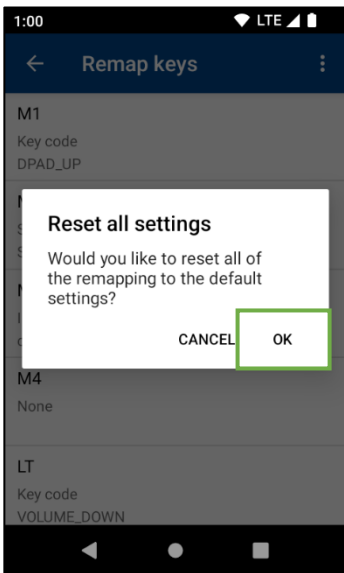 1:00
LTE
Remap keys
M1
Key code
DPAD_UP
Reset all settings
Would you like to reset all of
the remapping to the default
settings?
CANCEL
OK
M4
None
LT
Key code
VOLUME_DOWN